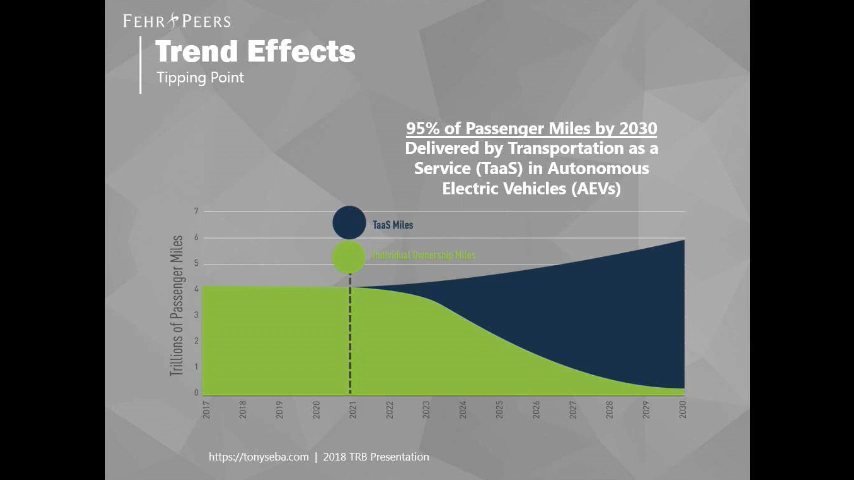 FEHR PEERS
Trend Effects
Tipping Point
95% of Passenger Miles by 2030
Delivered by Transportation as a
Service (TaaS) in Autonomous
Electric Vehicles (AEVs)
Trillions of Passenger Miles
7
6
5
4
3
2
1
0
TaaS Miles
Individual Ownership Miles
2017
2018
2019
2020
2021
2022
2023
2024
2025
2026
2027
2028
2029
2030
https://tonyseba.com | 2018 TRB Presentation